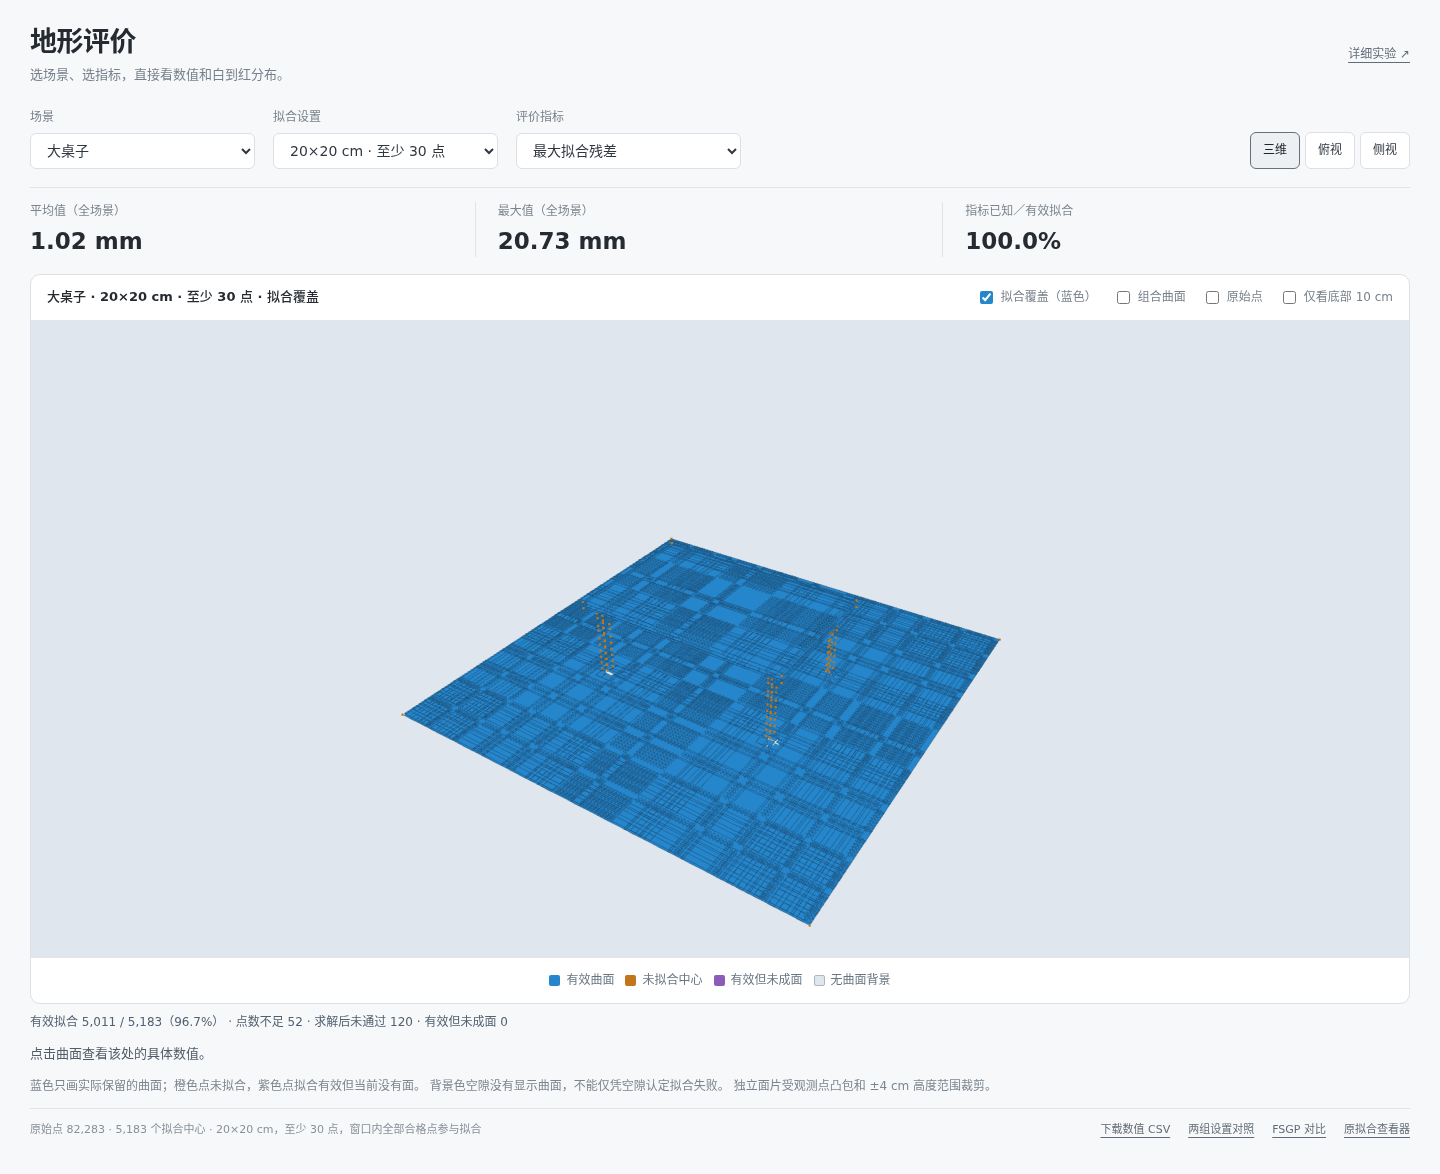 地形评价
选场景、选指标，直接看数值和白到红分布。
详细实验 ↗
场景
拟合设置
评价指标
大桌子
20×20 cm · 至少 30 点
最大拟合残差
三维
俯视
侧视
平均值（全场景）
最大值（全场景）
指标已知／有效拟合
1.02 mm
20.73 mm
100.0%
大桌子 · 20×20 cm · 至少 30 点 · 拟合覆盖
拟合覆盖（蓝色）
组合曲面
原始点
仅看底部 10 cm
有效曲面
未拟合中心
有效但未成面
无曲面背景
有效拟合 5,011 / 5,183（96.7%） · 点数不足 52 · 求解后未通过 120 · 有效但未成面 0
点击曲面查看该处的具体数值。
蓝色只画实际保留的曲面；橙色点未拟合，紫色点拟合有效但当前没有面。 背景色空隙没有显示曲面，不能仅凭空隙认定拟合失败。 独立面片受观测点凸包和 ±4 cm 高度范围裁剪。
原始点 82,283 · 5,183 个拟合中心 · 20×20 cm，至少 30 点，窗口内全部合格点参与拟合
下载数值 CSV
两组设置对照
FSGP 对比
原拟合查看器